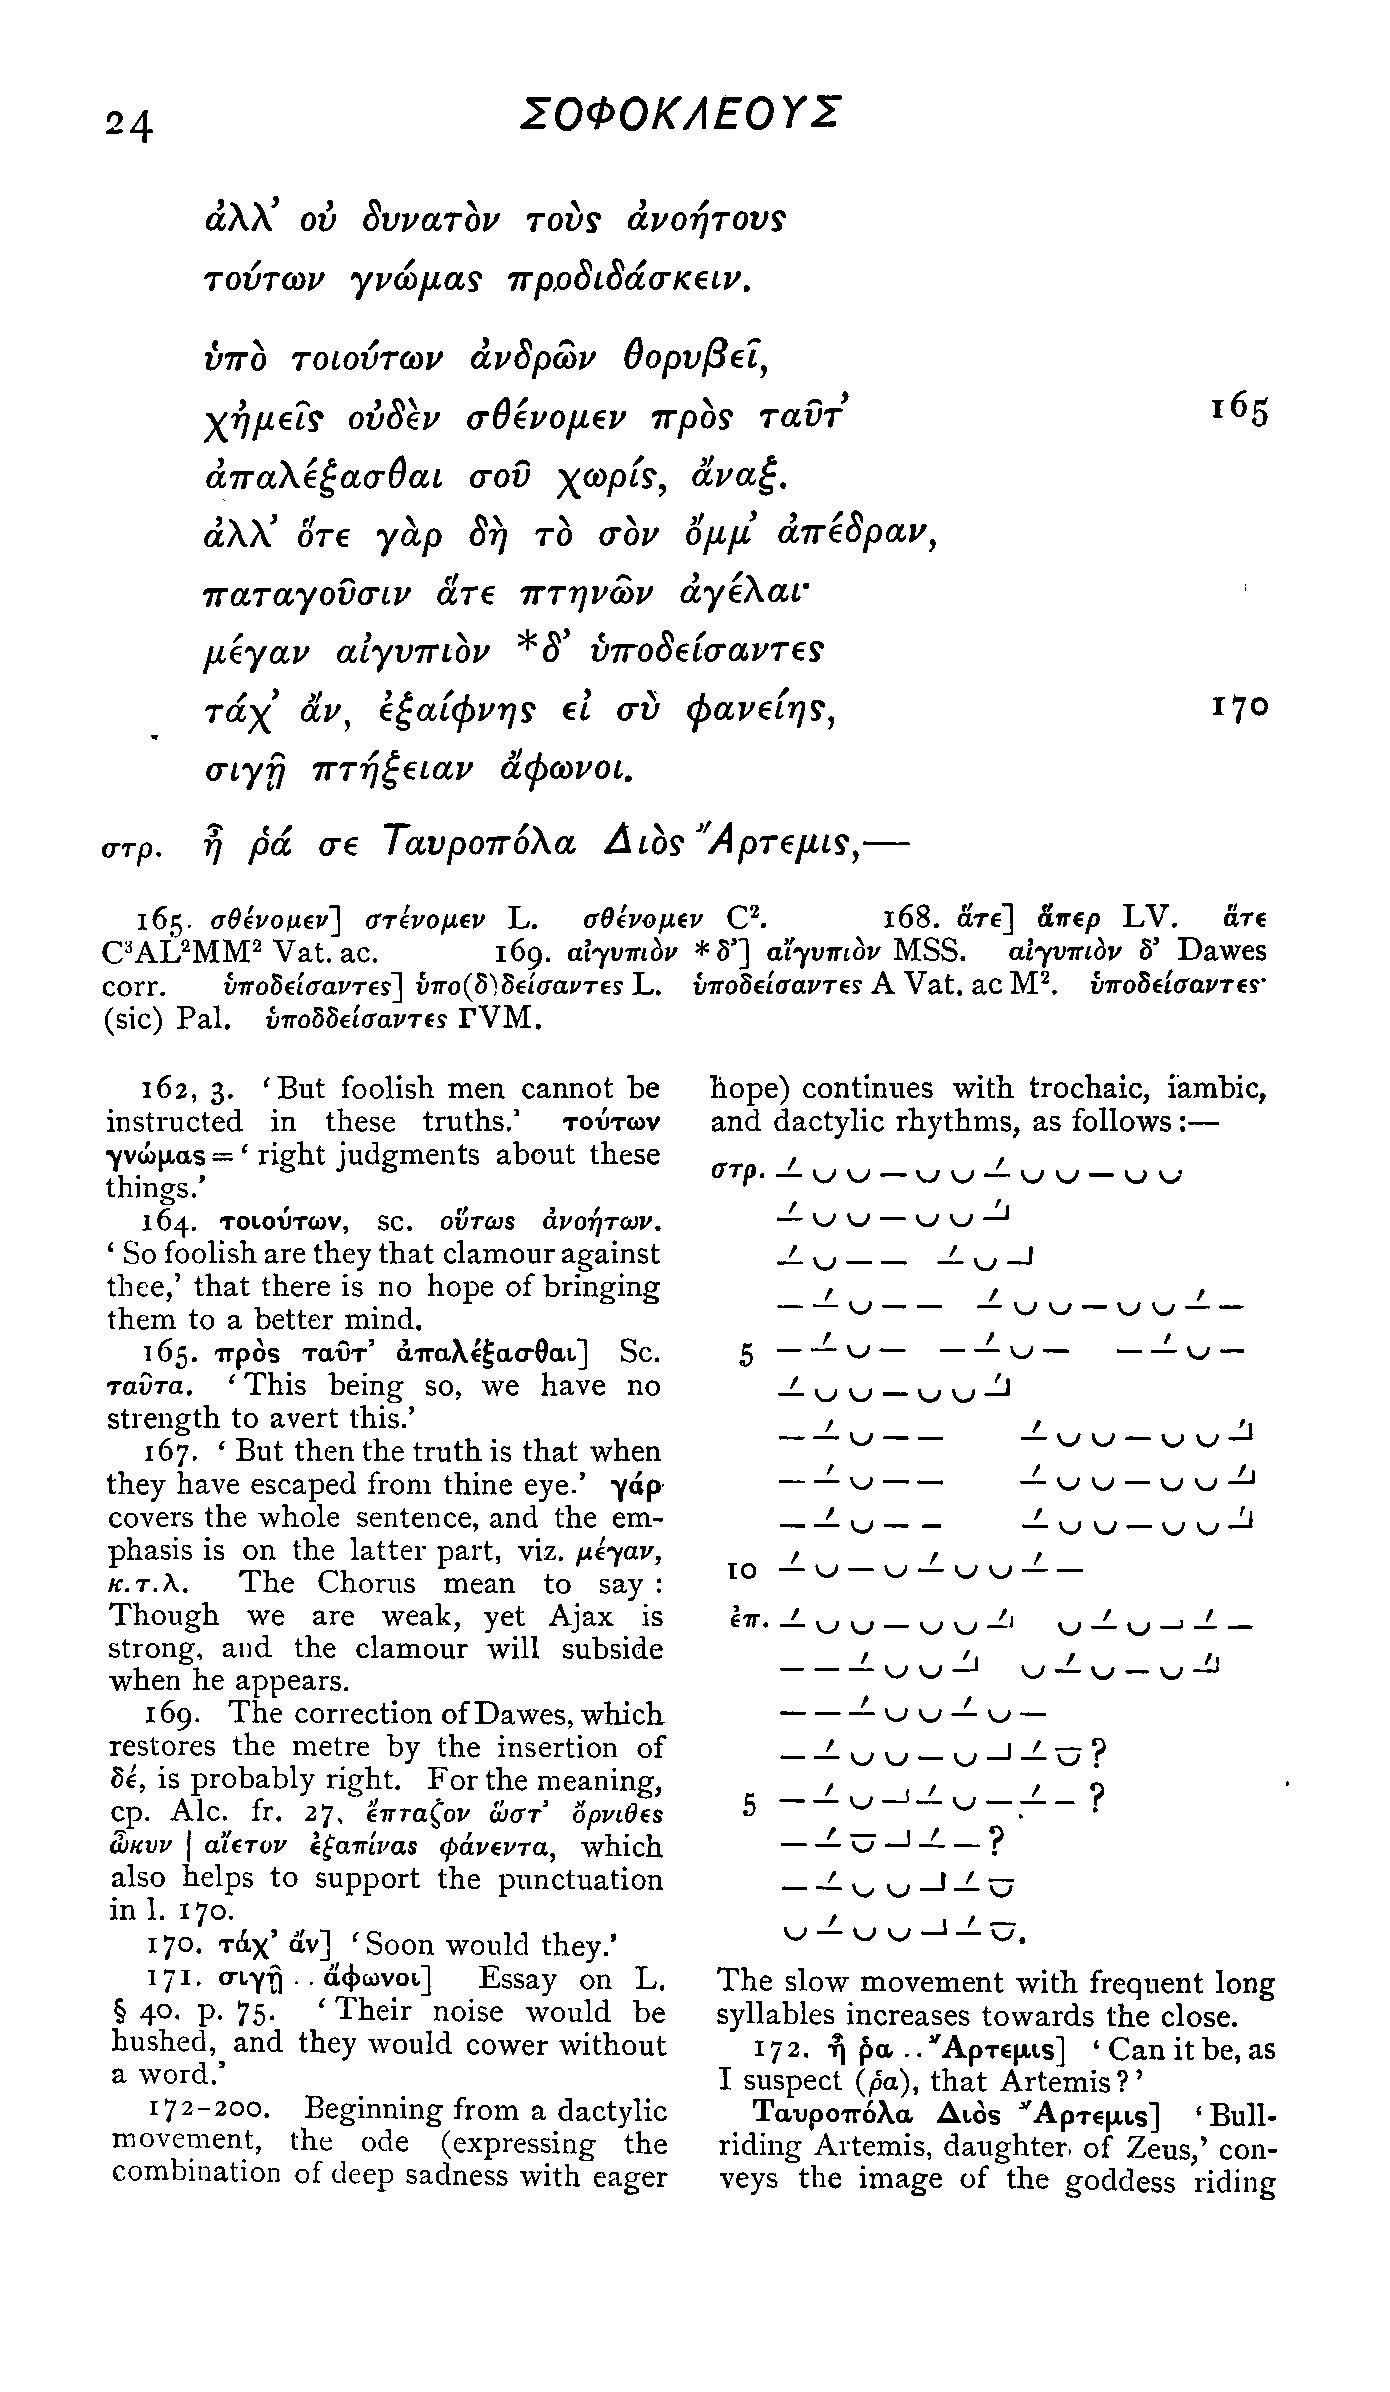 24 ΣΟΦΟΚΛΕΟΥΣ
ἀλλ’ οὐ δυνατὸν τοὺς ἀνοήτους
τούτων γνώμας προδιδάσκειν.
ὑπὸ τοιούτων ἀνδρῶν θορυβεῖ,
χἠμεῖς οὐδὲν σθένομεν πρὸς ταῦτ’ 165
ἀπαλέξασθαι σοῦ χωρίς, ἄναξ.
ἀλλ’ ὅτε γὰρ δὴ τὸ σὸν ὄμμ’ ἀπέδραν,
παταγοῦσιν ἅτε πτηνῶν ἀγέλαι·
μέγαν αἰγυπιὸν *δ’ ὑποδείσαντες
τάχ’ ἄν, ἐξαίφνης εἰ σὺ φανείης, 170
σιγῇ πτήξειαν ἄφωνοι.
στρ. ἦ ῥά σε Ταυροπόλα Διὸς Ἄρτεμις,—
165. σθένομεν] στένομεν L. σθένομεν C². 168. ἅτε] ἅπερ LV. ἅτε
C³AL²MM² Vat. ac. 169. αἰγυπιὸν *δ’] αἴγυπιὸν MSS. αἰγυπιὸν δ’ Dawes
corr. ὑποδείσαντες] ὑπο(δ)δείσαντες L. ὑποδείσαντες A Vat. ac M². ὑποδείσαντες·
(sic) Pal. ὑποδδείσαντες ΓVM.
162, 3. ‘But foolish men cannot be
instructed in these truths.’ τούτων
γνώμας = ‘right judgments about these
things.’
164. τοιούτων, sc. οὕτως ἀνοήτων.
‘So foolish are they that clamour against
thee,’ that there is no hope of bringing
them to a better mind.
165. πρὸς ταῦτ’ ἀπαλέξασθαι] Sc.
ταῦτα. ‘This being so, we have no
strength to avert this.’
167. ‘But then the truth is that when
they have escaped from thine eye.’ γάρ
covers the whole sentence, and the em-
phasis is on the latter part, viz. μέγαν,
κ.τ.λ. The Chorus mean to say :
Though we are weak, yet Ajax is
strong, and the clamour will subside
when he appears.
169. The correction of Dawes, which
restores the metre by the insertion of
δέ, is probably right. For the meaning,
cp. Alc. fr. 27, ἔπταζον ὥστ’ ὄρνιθες
ὦκυν | αἴετον ἐξαπίνας φάνεντα, which
also helps to support the punctuation
in l. 170.
170. τάχ’ ἄν] ‘Soon would they.’
171. σιγῇ . . ἄφωνοι] Essay on L.
§ 40. p. 75. ‘Their noise would be
hushed, and they would cower without
a word.’
172-200. Beginning from a dactylic
movement, the ode (expressing the
combination of deep sadness with eager
hope) continues with trochaic, iambic,
and dactylic rhythms, as follows :—
στρ. –́ ∪ ∪ – ∪ ∪ –́ ∪ ∪ – ∪ ∪
–́ ∪ ∪ – ∪ ∪ –́˩
–́ ∪ – – –́ ∪ –˩
– –́ ∪ – – –́ ∪ ∪ – ∪ ∪ –́ –
5 – –́ ∪ – – –́ ∪ – – –́ ∪ –
–́ ∪ ∪ – ∪ ∪ –́˩
– –́ ∪ – – –́ ∪ ∪ – ∪ ∪ –́˩
– –́ ∪ – – –́ ∪ ∪ – ∪ ∪ –́˩
– –́ ∪ – – –́ ∪ ∪ – ∪ ∪ –́˩
10 –́ ∪ – ∪ –́ ∪ ∪ –́ –
ἐπ. –́ ∪ ∪ – ∪ ∪ –́˩ ∪ –́ ∪ –˩ –́ –
– – –́ ∪ ∪ –́˩ ∪ –́ ∪ – ∪ –́˩
– – –́ ∪ ∪ –́ ∪ –
– –́ ∪ ∪ – ∪ –˩ –́ ∪̄ ?
5 – –́ ∪ –˩ –́ ∪ – –́ – ?
– –́ ∪̄ –˩ –́ – ?
– –́ ∪ ∪ –˩ –́ ∪̄
∪ –́ ∪ ∪ –˩ –́ ∪̄.
The slow movement with frequent long
syllables increases towards the close.
172. ἦ ῥα . . Ἄρτεμις] ‘Can it be, as
I suspect (ῥα), that Artemis?’
Ταυροπόλα Διὸς Ἄρτεμις] ‘Bull-
riding Artemis, daughter of Zeus,’ con-
veys the image of the goddess riding